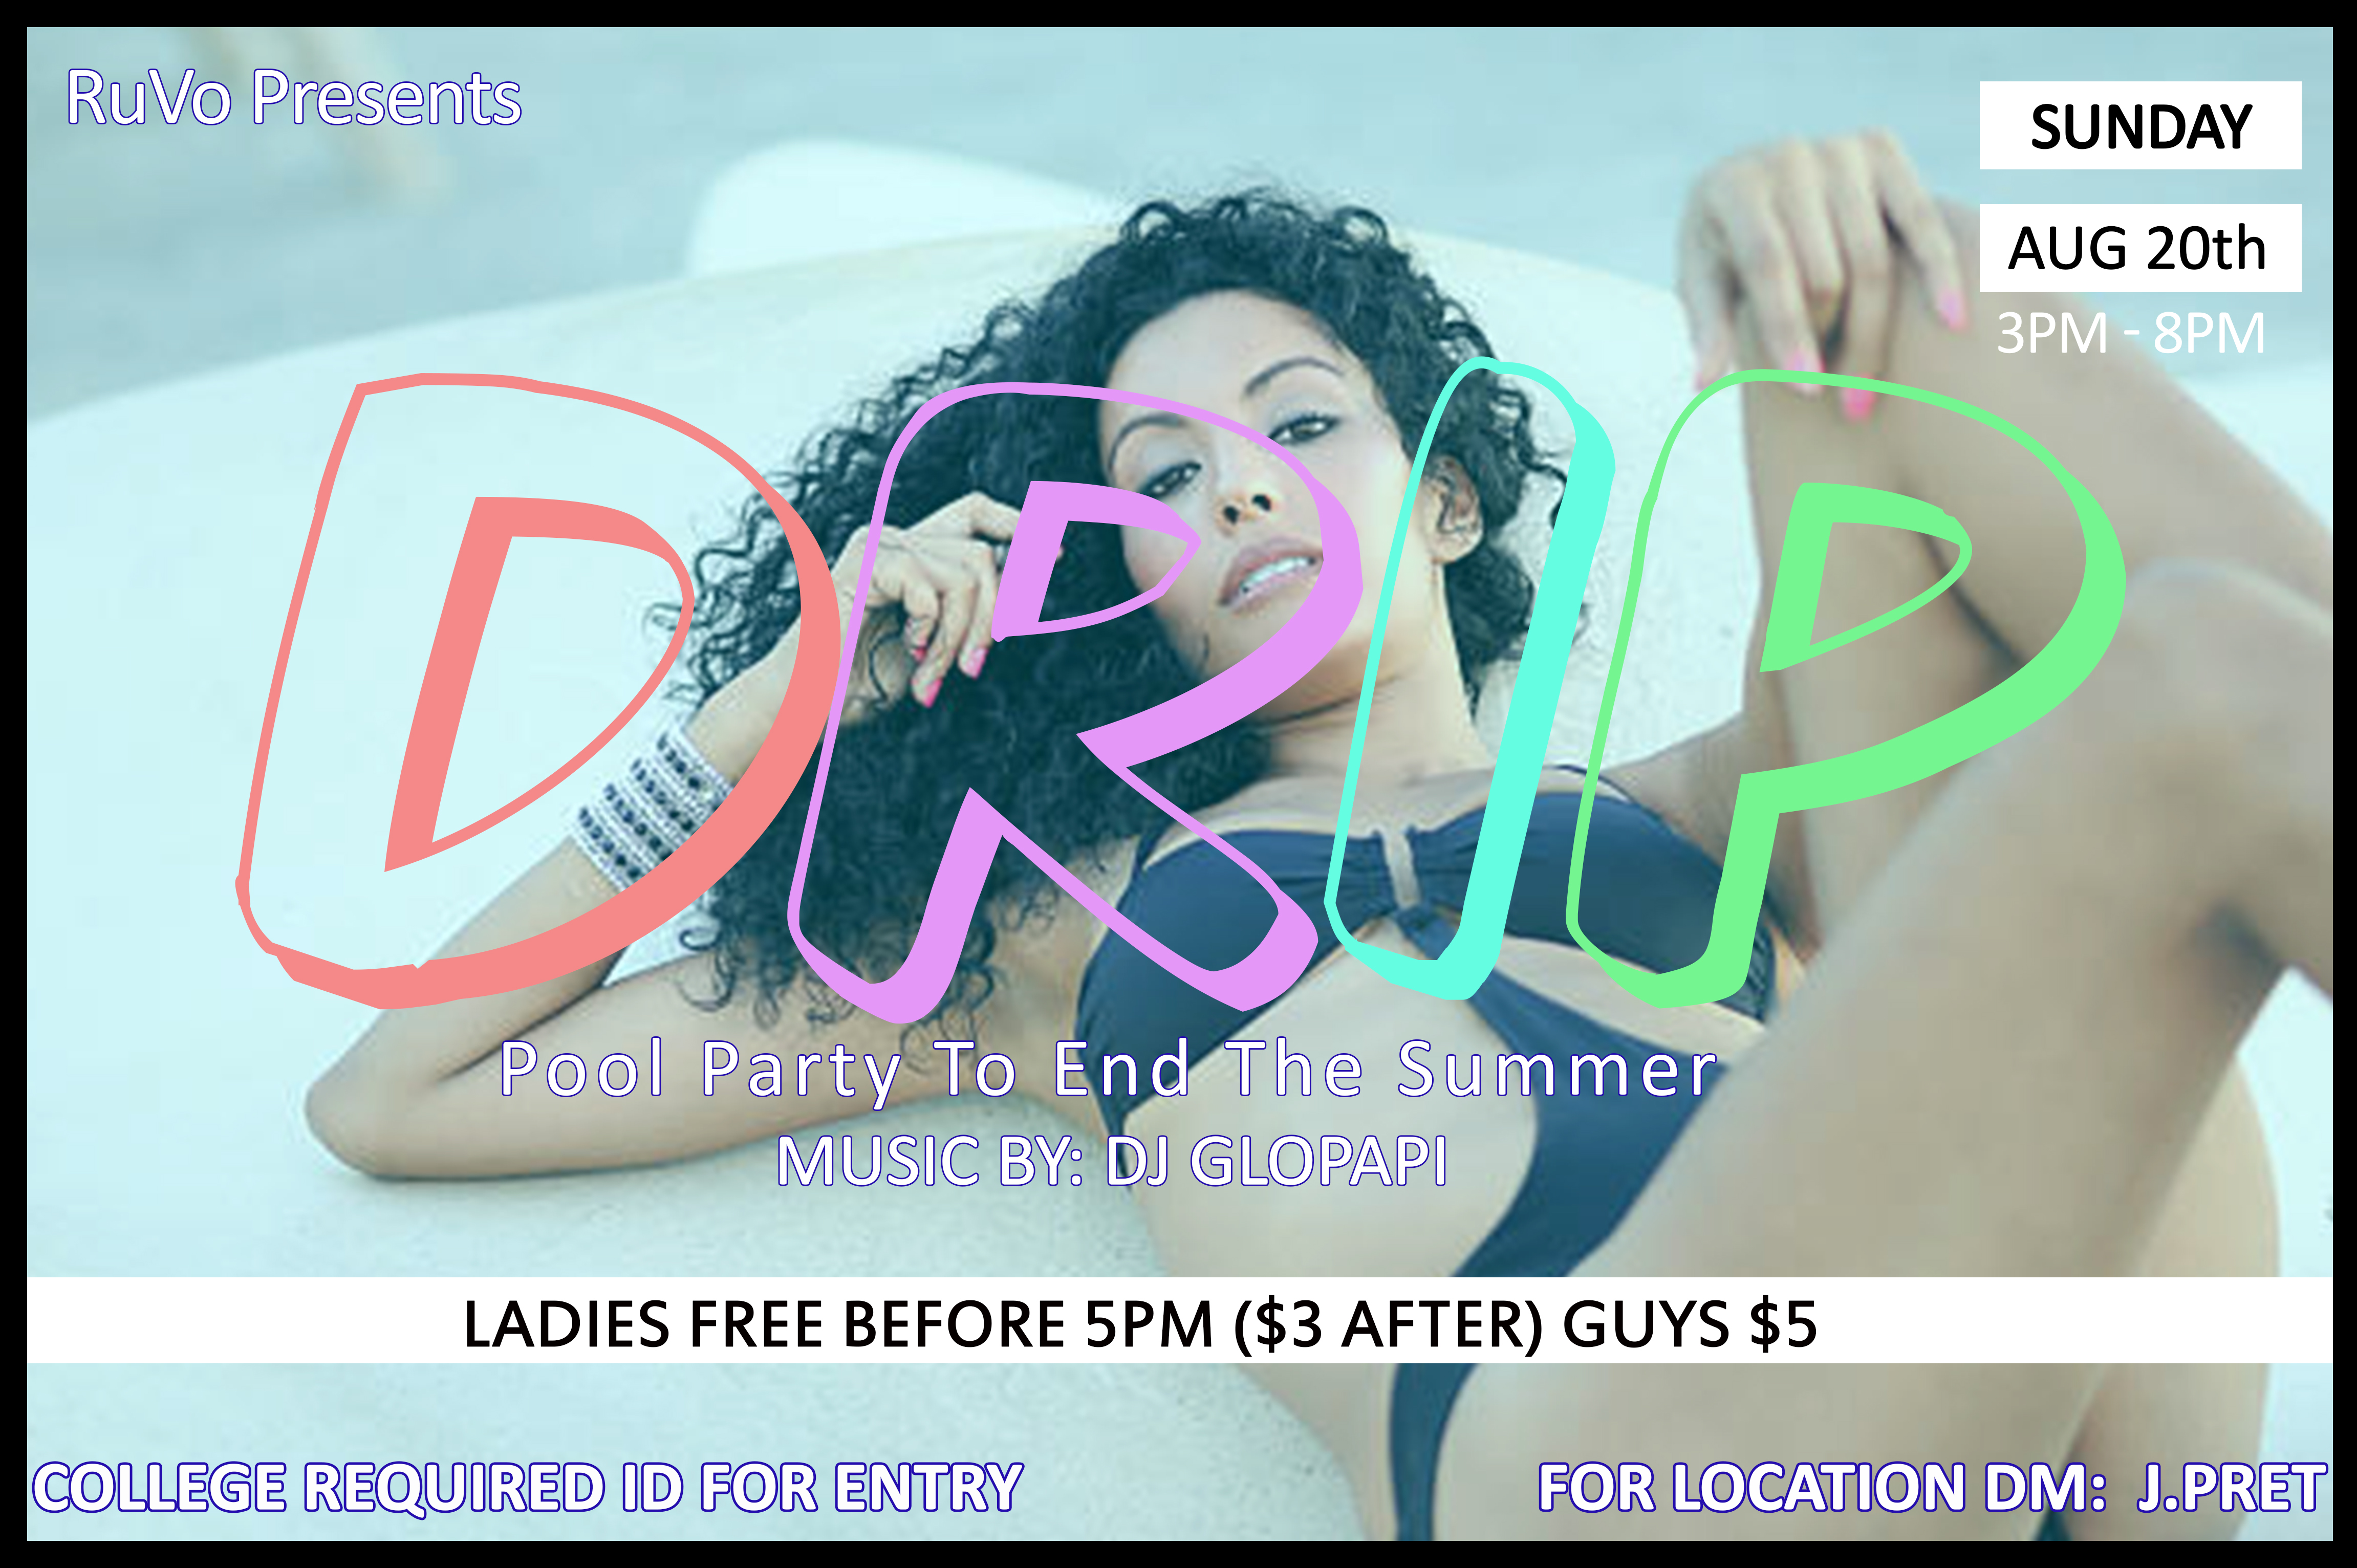 RuVo Presents
SUNDAY
AUG 20th
3PM - 8PM
DRIP
Pool Party To End The Summer
MUSIC BY: DJ GLOPAPI
LADIES FREE BEFORE 5PM ($3 AFTER) GUYS $5
COLLEGE REQUIRED ID FOR ENTRY
FOR LOCATION DM: J.PRET